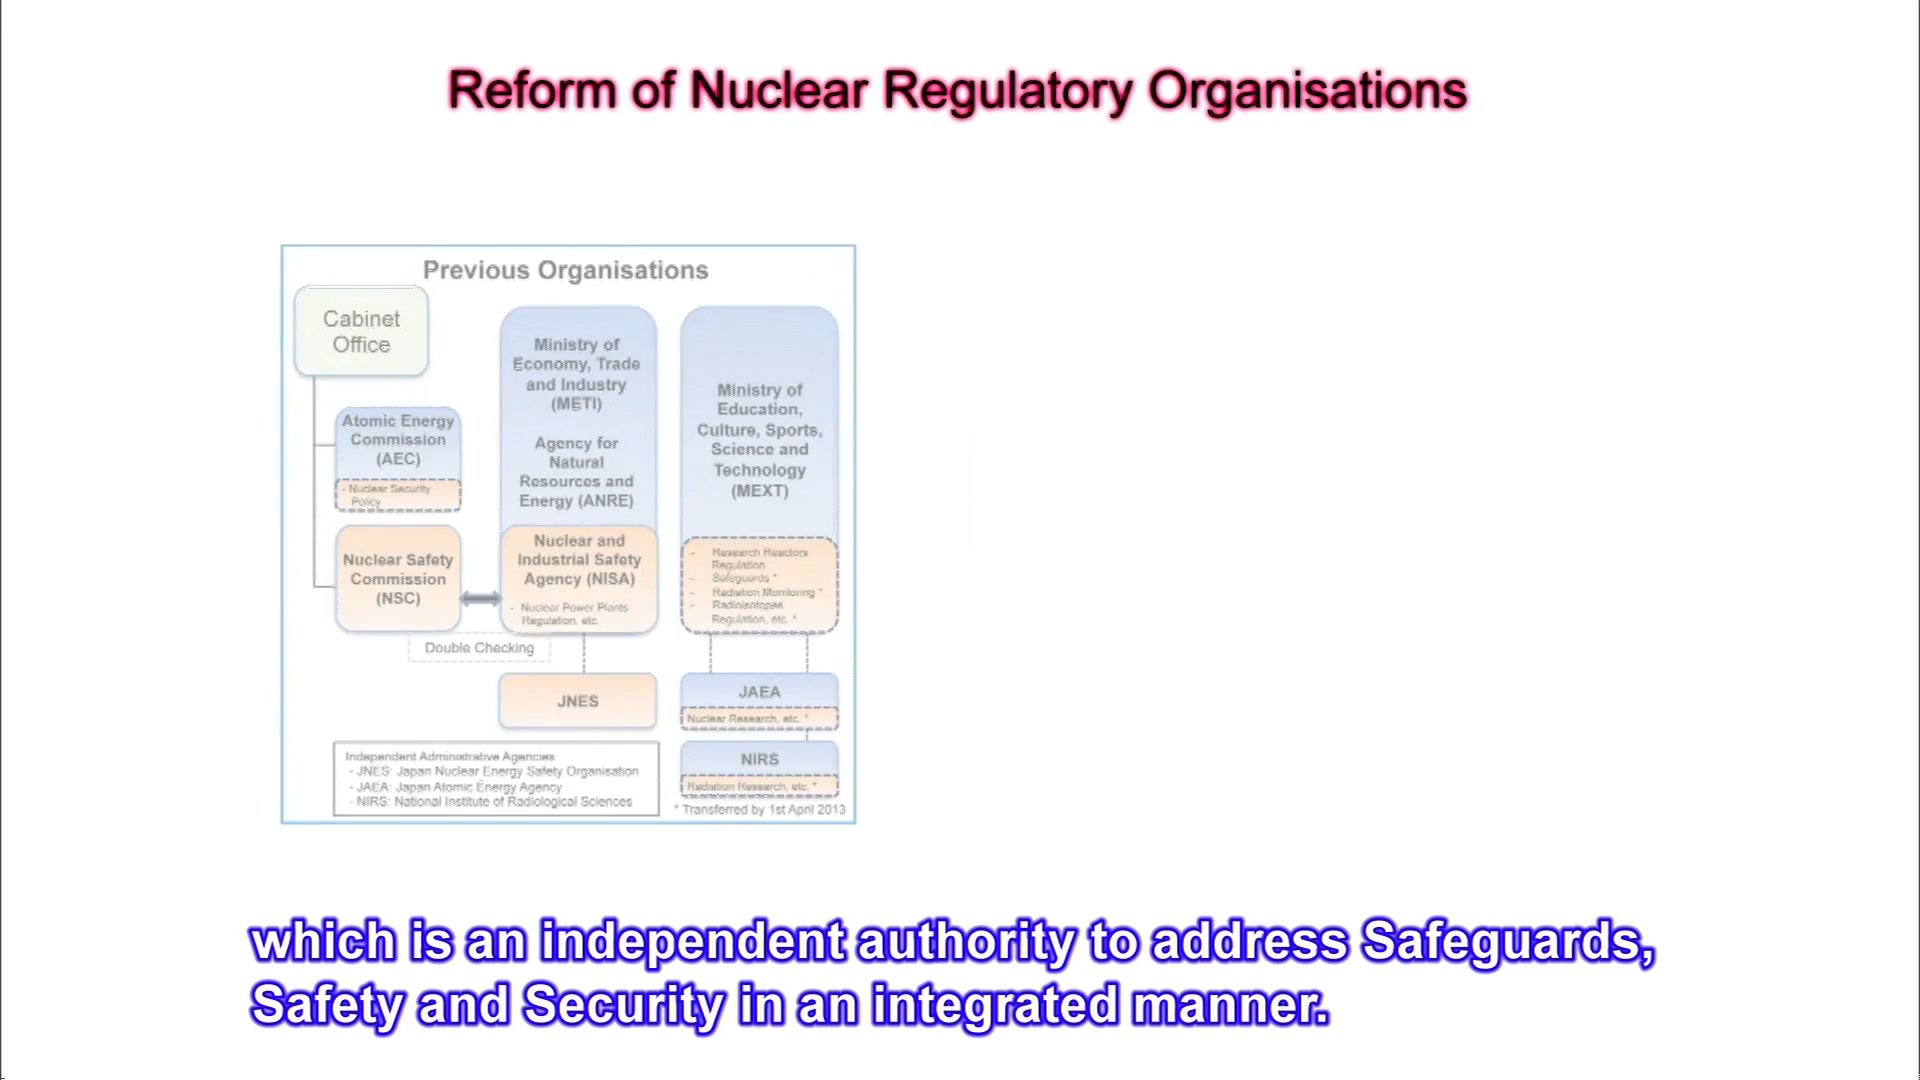 Reform of Nuclear Regulatory Organisations
Previous Organisations
Cabinet
Office
Atomic Energy
Commission
(AEC)
- Nuclear Security
Policy
Nuclear Safety
Commission
(NSC)
Ministry of
Economy, Trade
and Industry
(METI)
Agency for
Natural
Resources and
Energy (ANRE)
Nuclear and
Industrial Safety
Agency (NISA)
- Nuclear Power Plants
Regulation, etc.
Double Checking
JNES
Ministry of
Education,
Culture, Sports,
Science and
Technology
(MEXT)
- Research Reactors
Regulation
- Safeguards *
- Radiation Monitoring *
- Radioisotopes
Regulation, etc. *
JAEA
Nuclear Research, etc. *
NIRS
Radiation Research, etc. *
* Transferred by 1st April 2013
Independent Administrative Agencies
- JNES: Japan Nuclear Energy Safety Organisation
- JAEA: Japan Atomic Energy Agency
- NIRS: National Institute of Radiological Sciences
which is an independent authority to address Safeguards,
Safety and Security in an integrated manner.